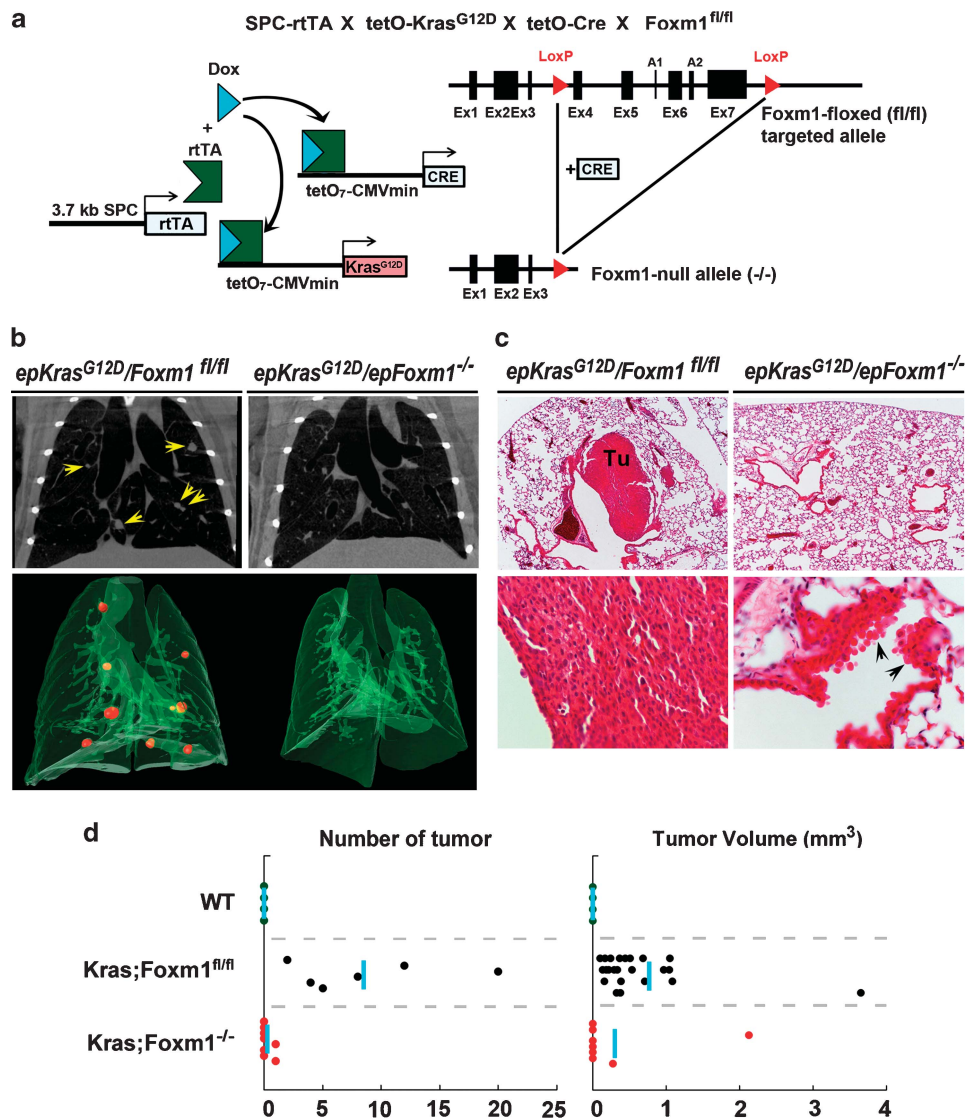 a
SPC-rtTA X tetO-Kras^G12D X tetO-Cre X Foxm1^fl/fl
Dox
+
rtTA
3.7 kb SPC
rtTA
tetO₇-CMVmin
CRE
tetO₇-CMVmin
Kras^G12D
LoxP
A1
A2
LoxP
Ex1 Ex2 Ex3 Ex4 Ex5 Ex6 Ex7
Foxm1-floxed (fl/fl)
targeted allele
+CRE
Foxm1-null allele (-/-)
Ex1 Ex2 Ex3
b
epKras^G12D/Foxm1^fl/fl
epKras^G12D/epFoxm1^-/-
c
epKras^G12D/Foxm1^fl/fl
epKras^G12D/epFoxm1^-/-
Tu
d
Number of tumor
Tumor Volume (mm³)
WT
Kras;Foxm1^fl/fl
Kras;Foxm1^-/-
0 5 10 15 20 25
0 1 2 3 4